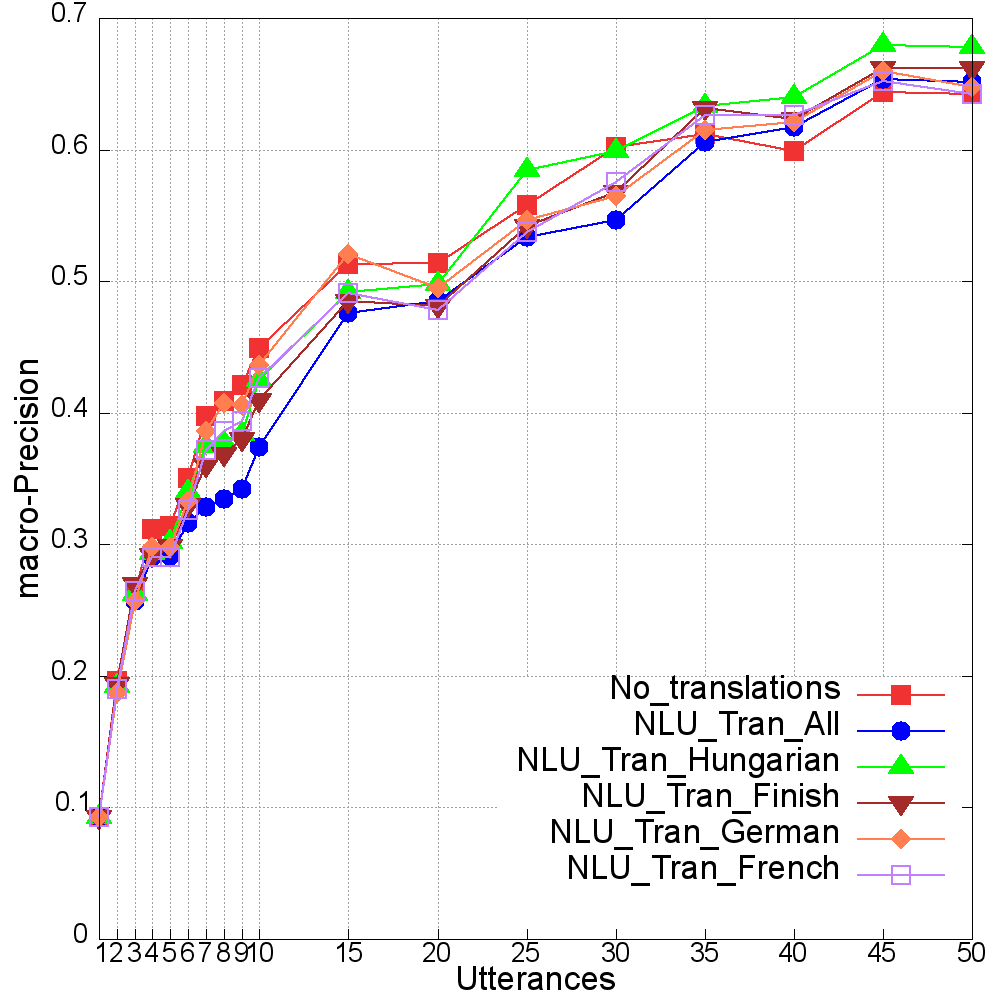 0.7
0.6
0.5
0.4
0.3
0.2
0.1
0
macro-Precision
No_translations
NLU_Tran_All
NLU_Tran_Hungarian
NLU_Tran_Finish
NLU_Tran_German
NLU_Tran_French
1 2 3 4 5 6 7 8 9 10 15 20 25 30 35 40 45 50
Utterances